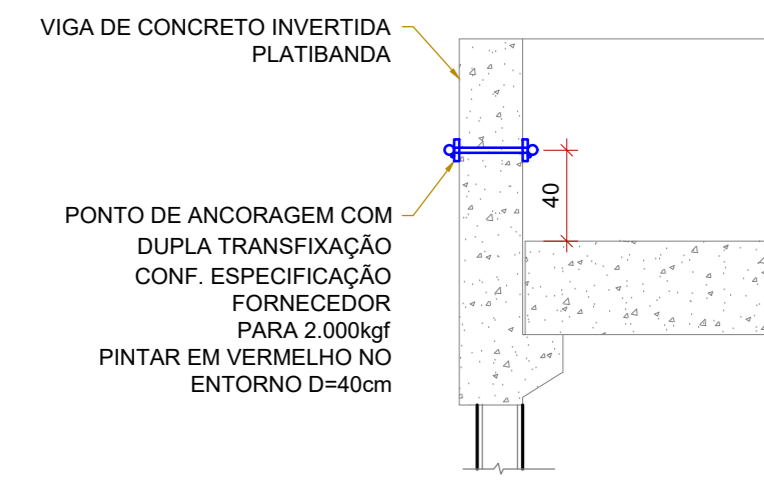 VIGA DE CONCRETO INVERTIDA
PLATIBANDA
40
PONTO DE ANCORAGEM COM
DUPLA TRANSFIXAÇÃO
CONF. ESPECIFICAÇÃO
FORNECEDOR
PARA 2.000kgf
PINTAR EM VERMELHO NO
ENTORNO D=40cm